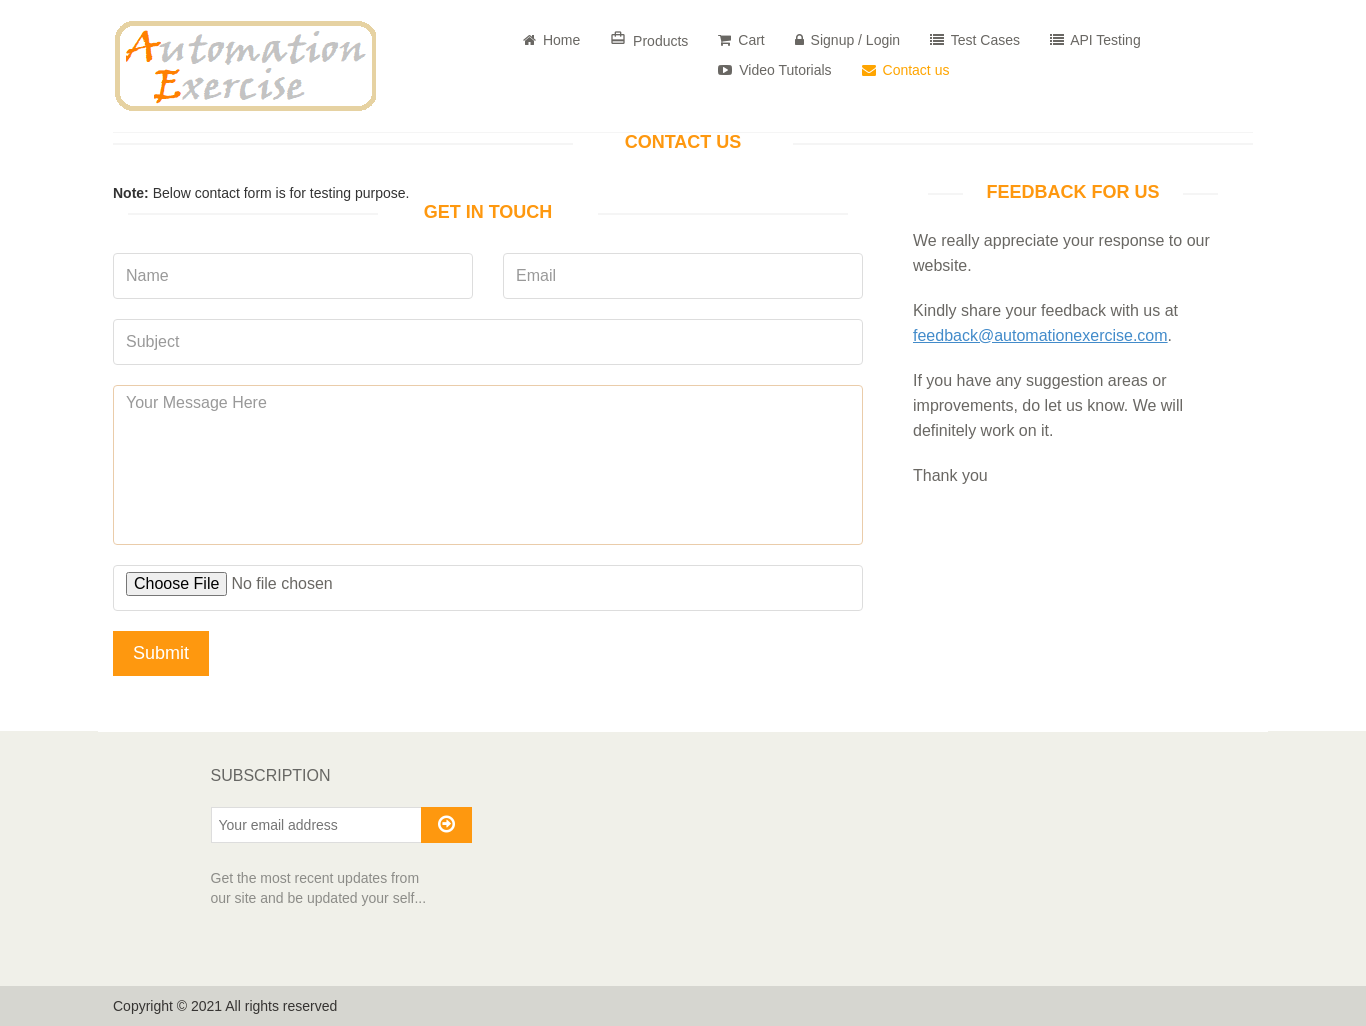 Automation
Exercise
Home
Products
Cart
Signup / Login
Test Cases
API Testing
Video Tutorials
Contact us
CONTACT US
Note: Below contact form is for testing purpose.
GET IN TOUCH
Name
Email
Subject
Your Message Here
Choose File No file chosen
Submit
FEEDBACK FOR US
We really appreciate your response to our
website.
Kindly share your feedback with us at
feedback@automationexercise.com.
If you have any suggestion areas or
improvements, do let us know. We will
definitely work on it.
Thank you
SUBSCRIPTION
Your email address
Get the most recent updates from
our site and be updated your self...
Copyright © 2021 All rights reserved